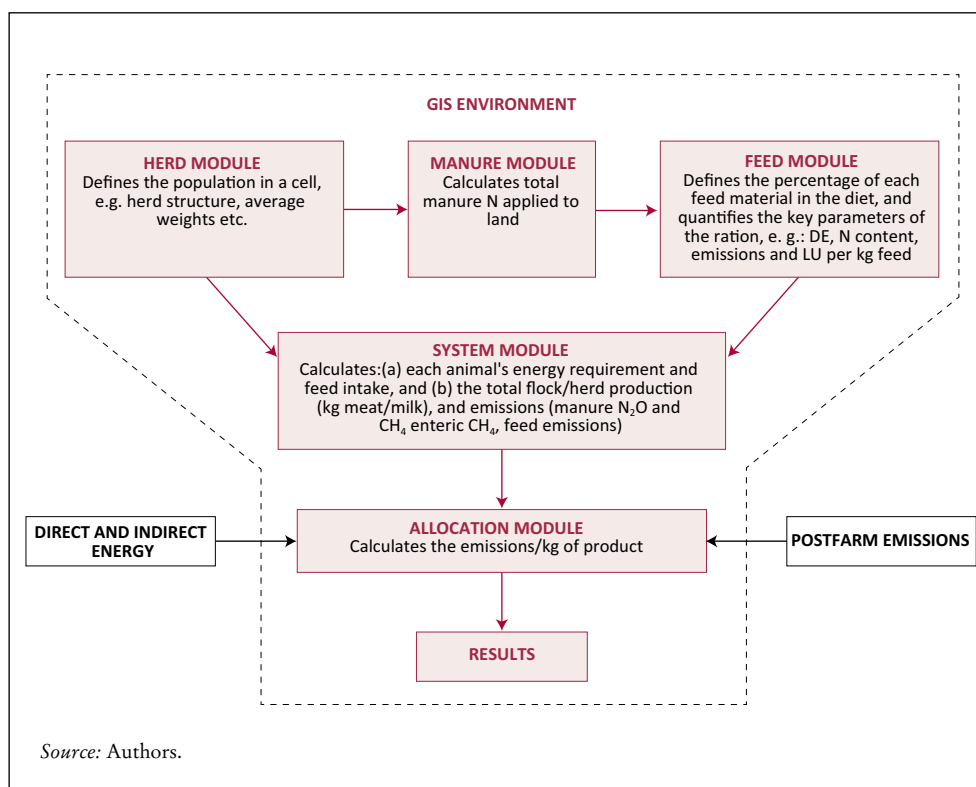 GIS ENVIRONMENT
HERD MODULE
Defines the population in a cell,
e.g. herd structure, average
weights etc.
MANURE MODULE
Calculates total
manure N applied to
land
FEED MODULE
Defines the percentage of each
feed material in the diet, and
quantifies the key parameters of
the ration, e. g.: DE, N content,
emissions and LU per kg feed
SYSTEM MODULE
Calculates:(a) each animal's energy requirement and
feed intake, and (b) the total flock/herd production
(kg meat/milk), and emissions (manure N₂O and
CH₄ enteric CH₄, feed emissions)
DIRECT AND INDIRECT
ENERGY
ALLOCATION MODULE
Calculates the emissions/kg of product
POSTFARM EMISSIONS
RESULTS
Source: Authors.